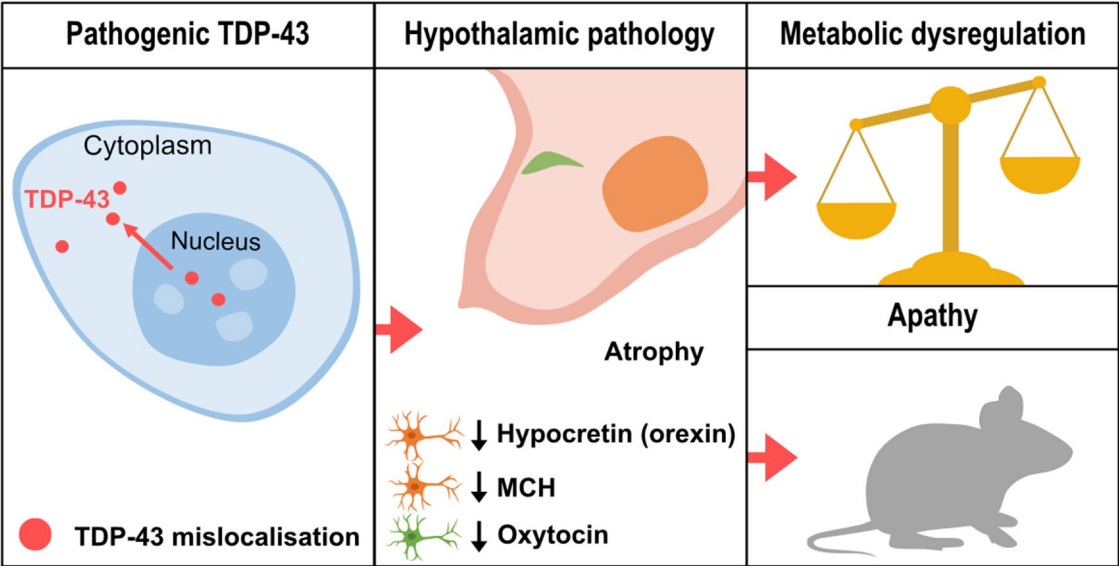 Pathogenic TDP-43
Cytoplasm
TDP-43
Nucleus
TDP-43 mislocalisation
Hypothalamic pathology
Atrophy
Hypocretin (orexin)
MCH
Oxytocin
Metabolic dysregulation
Apathy